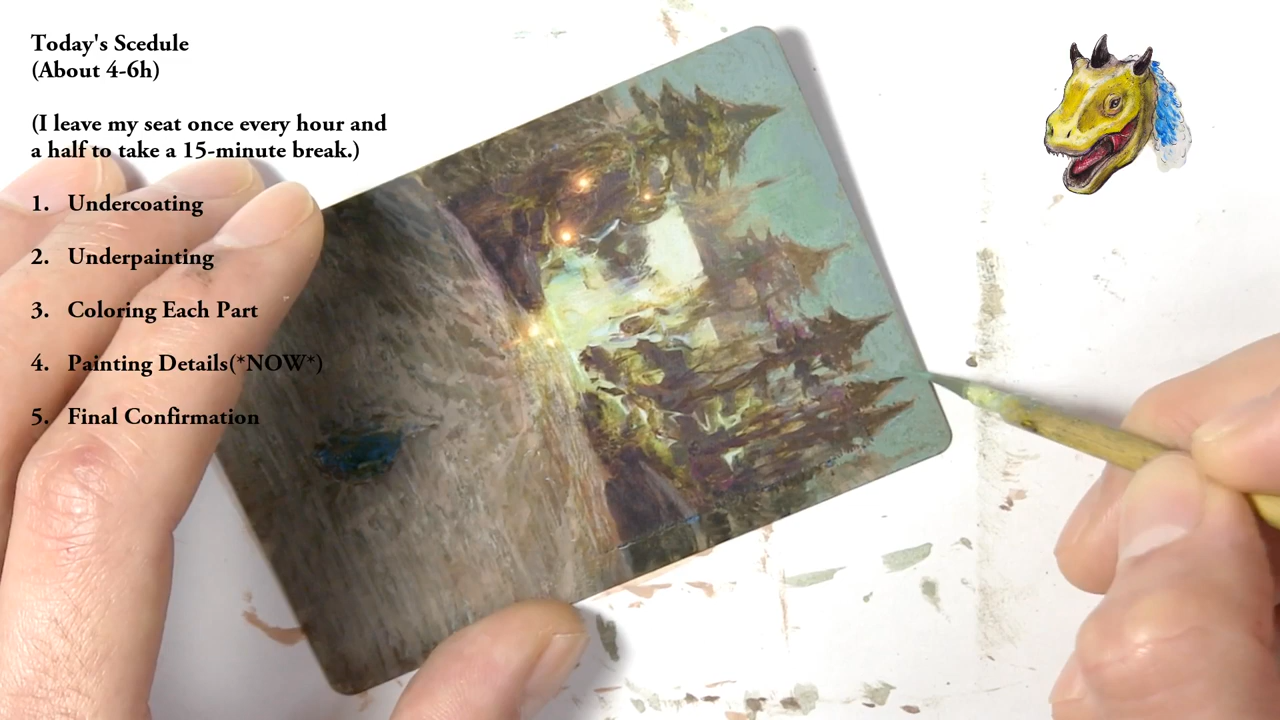 Today's Scedule
(About 4-6h)
(I leave my seat once every hour and
a half to take a 15-minute break.)
1. Undercoating
2. Underpainting
3. Coloring Each Part
4. Painting Details(*NOW*)
5. Final Confirmation